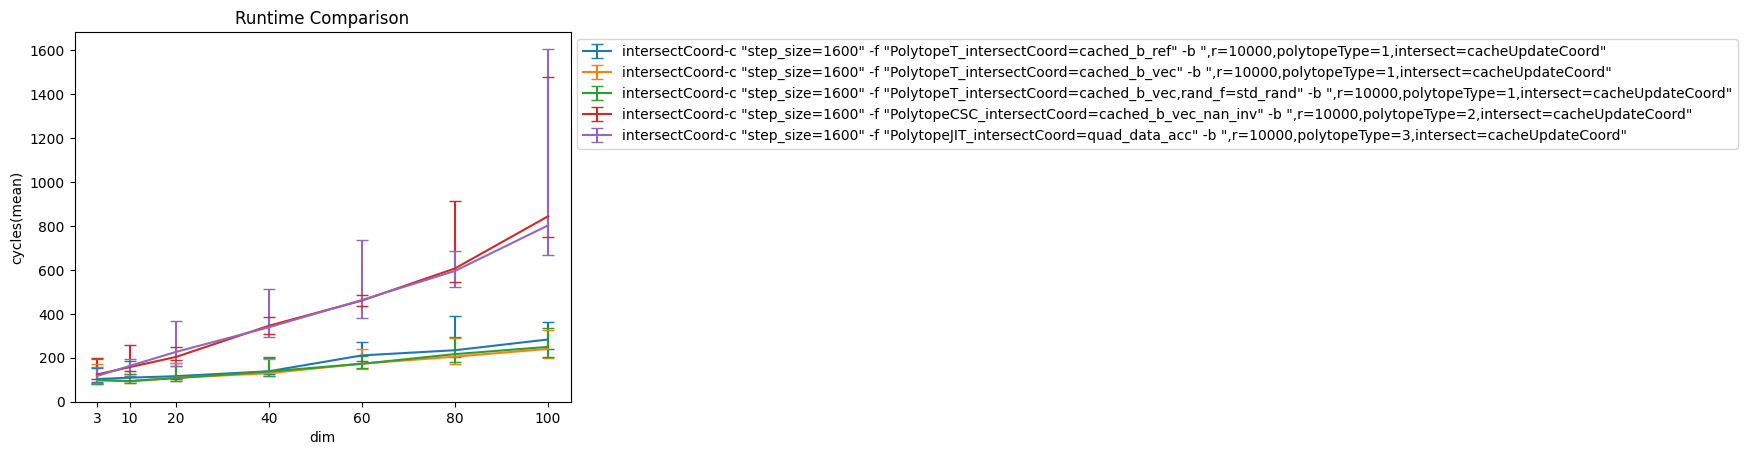 Runtime Comparison
cycles(mean)
1600
1400
1200
1000
800
600
400
200
0
3 10 20 40 60 80 100
dim
intersectCoord-c "step_size=1600" -f "PolytopeT_intersectCoord=cached_b_ref" -b ",r=10000,polytopeType=1,intersect=cacheUpdateCoord"
intersectCoord-c "step_size=1600" -f "PolytopeT_intersectCoord=cached_b_vec" -b ",r=10000,polytopeType=1,intersect=cacheUpdateCoord"
intersectCoord-c "step_size=1600" -f "PolytopeT_intersectCoord=cached_b_vec,rand_f=std_rand" -b ",r=10000,polytopeType=1,intersect=cacheUpdateCoord"
intersectCoord-c "step_size=1600" -f "PolytopeCSC_intersectCoord=cached_b_vec_nan_inv" -b ",r=10000,polytopeType=2,intersect=cacheUpdateCoord"
intersectCoord-c "step_size=1600" -f "PolytopeJIT_intersectCoord=quad_data_acc" -b ",r=10000,polytopeType=3,intersect=cacheUpdateCoord"